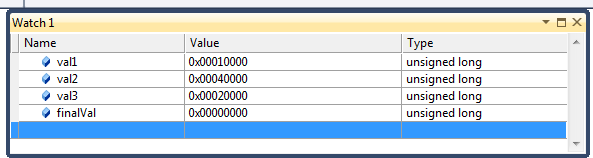 Watch 1
Name Value Type
val1 0x00010000 unsigned long
val2 0x00040000 unsigned long
val3 0x00020000 unsigned long
finalVal 0x00000000 unsigned long